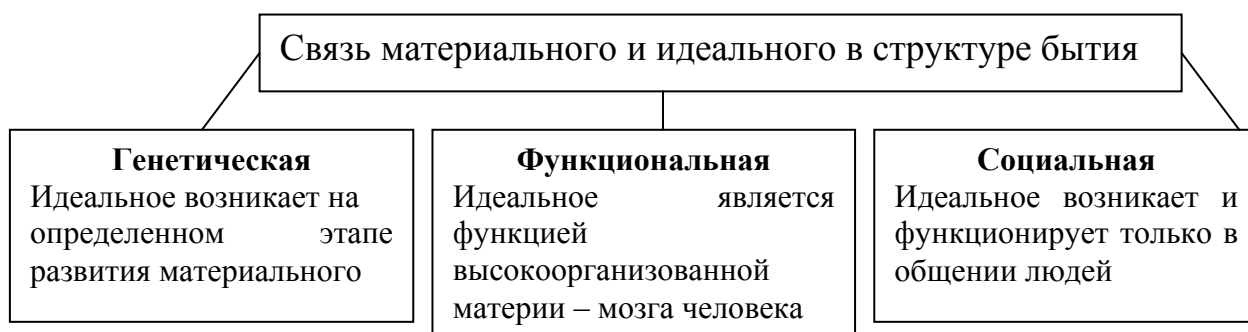 Связь материального и идеального в структуре бытия
Генетическая
Идеальное возникает на
определенном этапе
развития материального
Функциональная
Идеальное является
функцией
высокоорганизованной
материи – мозга человека
Социальная
Идеальное возникает и
функционирует только в
общении людей